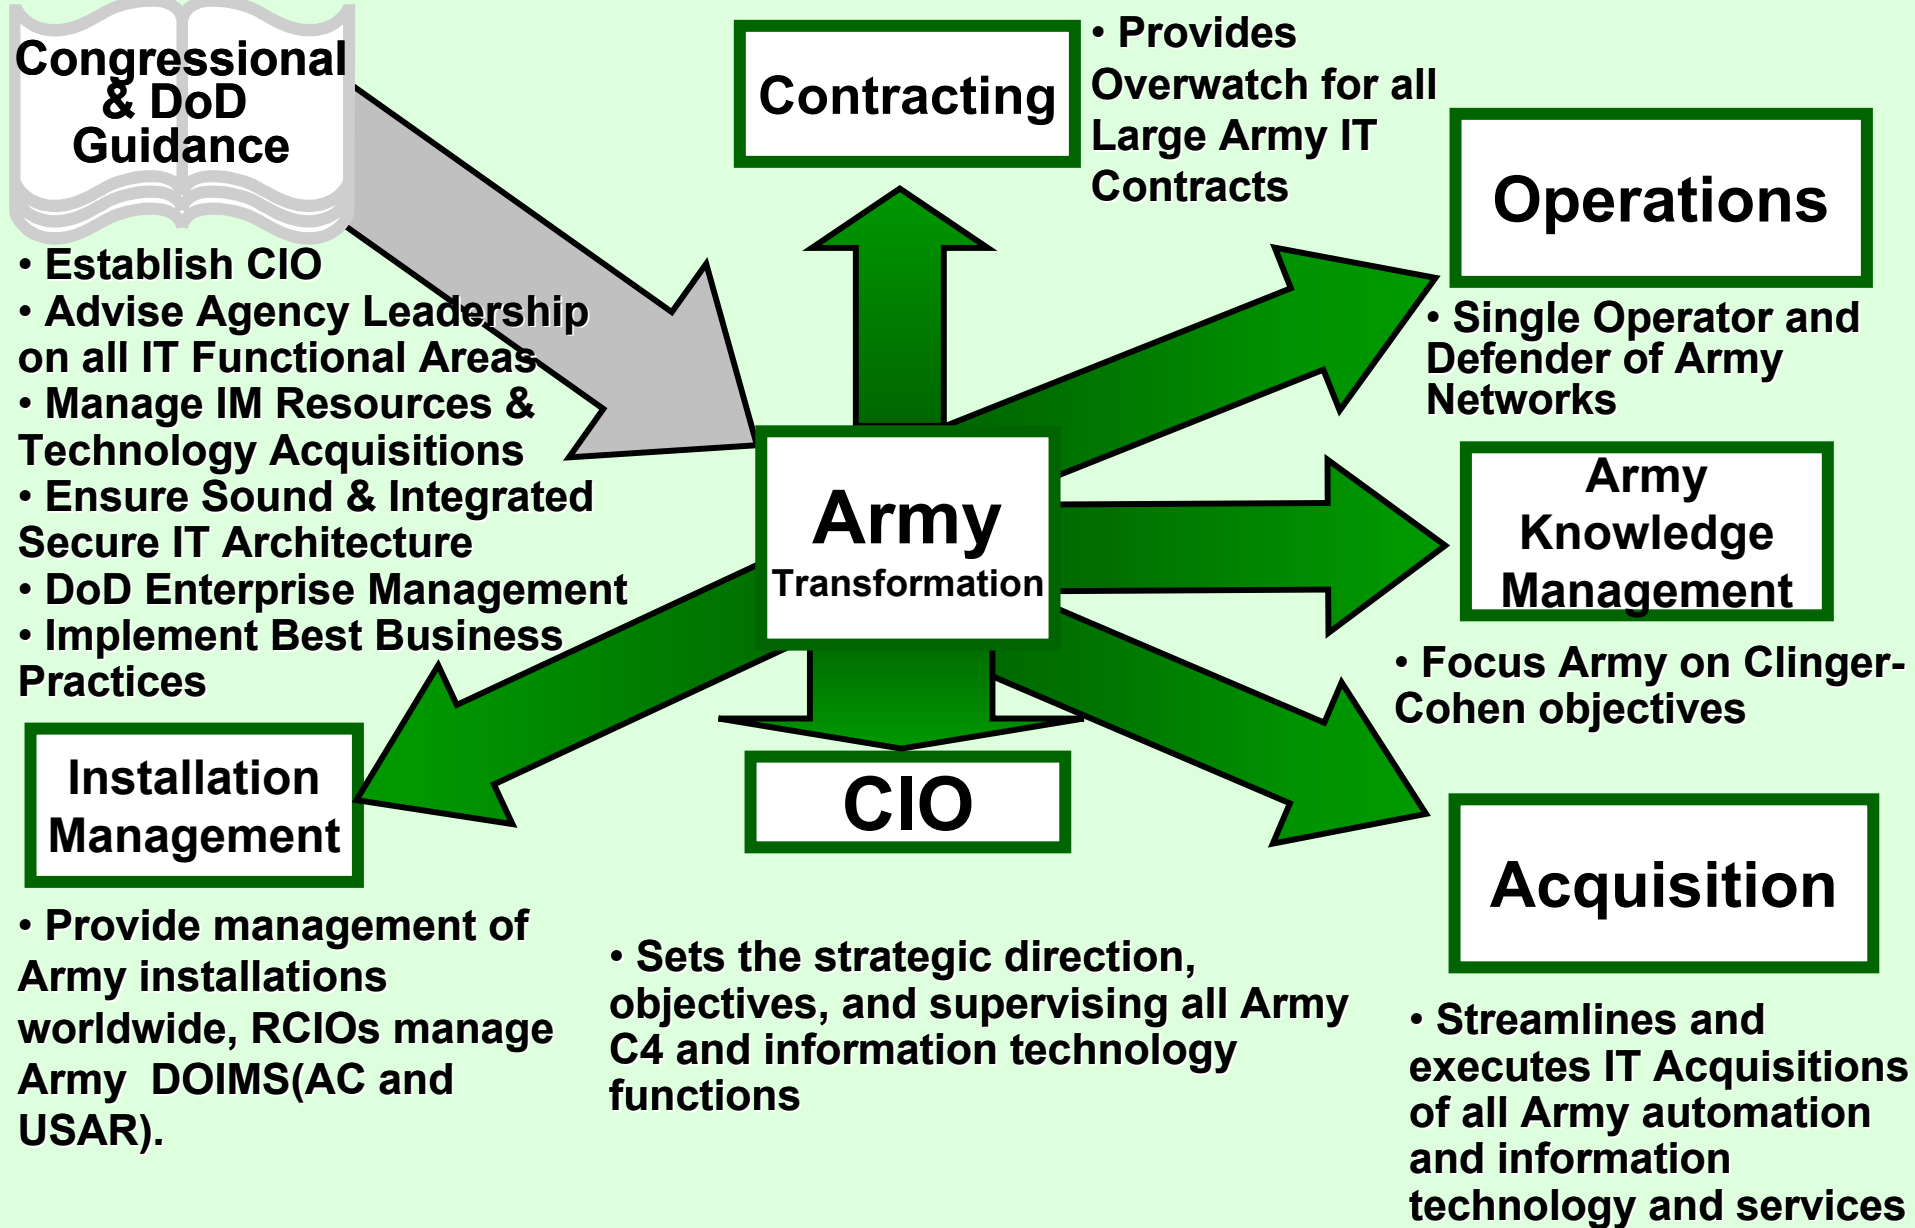 Congressional
& DoD
Guidance
• Establish CIO
• Advise Agency Leadership
on all IT Functional Areas
• Manage IM Resources &
Technology Acquisitions
• Ensure Sound & Integrated
Secure IT Architecture
• DoD Enterprise Management
• Implement Best Business
Practices
Contracting
• Provides
Overwatch for all
Large Army IT
Contracts
Operations
• Single Operator and
Defender of Army
Networks
Army
Transformation
Army
Knowledge
Management
• Focus Army on Clinger-
Cohen objectives
Installation
Management
• Provide management of
Army installations
worldwide, RCIOs manage
Army  DOIMS(AC and
USAR).
CIO
• Sets the strategic direction,
objectives, and supervising all Army
C4 and information technology
functions
Acquisition
• Streamlines and
executes IT Acquisitions
of all Army automation
and information
technology and services